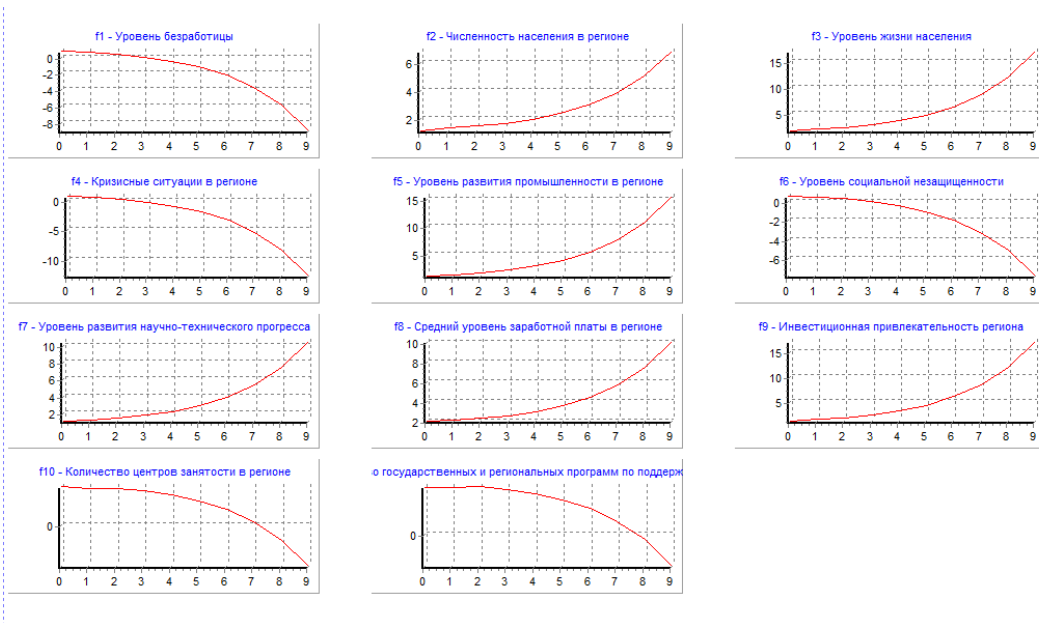 f1 - Уровень безработицы
f2 - Численность населения в регионе
f3 - Уровень жизни населения
0
-2
-4
-6
-8
0 1 2 3 4 5 6 7 8 9
6
4
2
0 1 2 3 4 5 6 7 8 9
15
10
5
0 1 2 3 4 5 6 7 8 9
f4 - Кризисные ситуации в регионе
f5 - Уровень развития промышленности в регионе
f6 - Уровень социальной незащищенности
0
-5
-10
0 1 2 3 4 5 6 7 8 9
15
10
5
0 1 2 3 4 5 6 7 8 9
0
-2
-4
-6
0 1 2 3 4 5 6 7 8 9
f7 - Уровень развития научно-технического прогресса
f8 - Средний уровень заработной платы в регионе
f9 - Инвестиционная привлекательность региона
10
8
6
4
2
0 1 2 3 4 5 6 7 8 9
10
8
6
4
2
0 1 2 3 4 5 6 7 8 9
15
10
5
0 1 2 3 4 5 6 7 8 9
f10 - Количество центров занятости в регионе
о государственных и региональных программ по поддерж
0
0 1 2 3 4 5 6 7 8 9
0
0 1 2 3 4 5 6 7 8 9